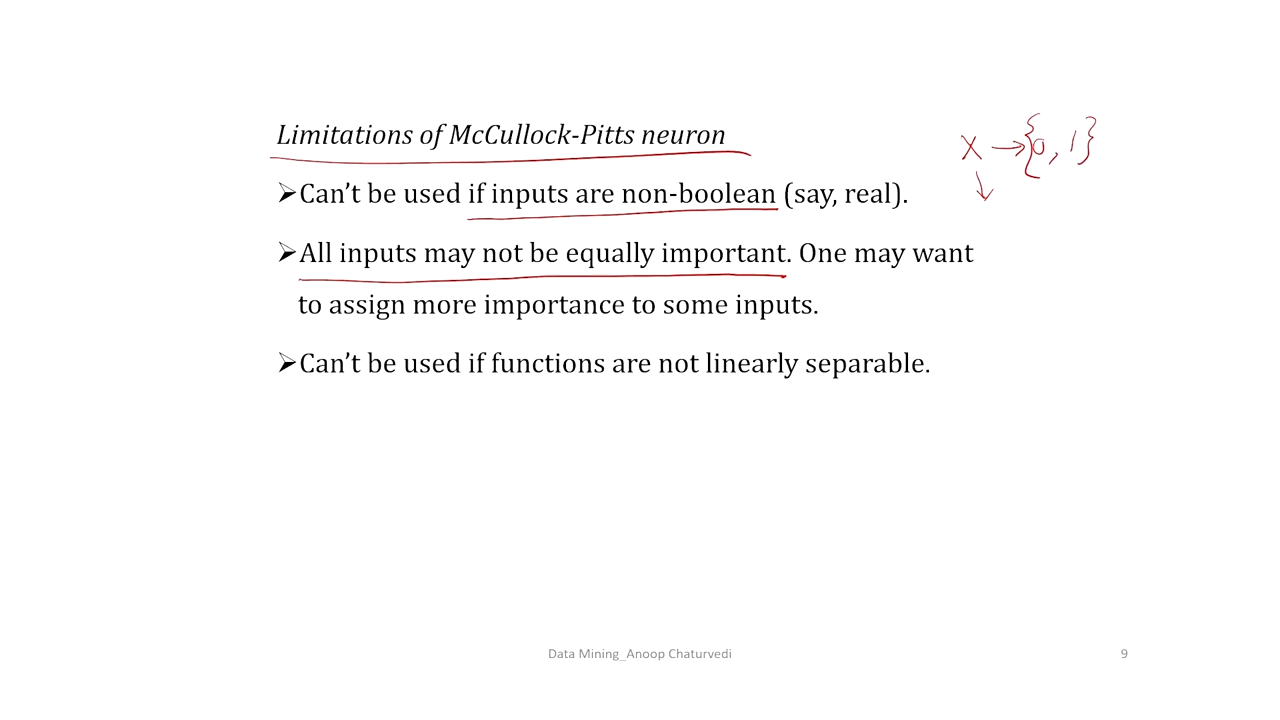 Limitations of McCullock-Pitts neuron
X → {0, 1}
➢Can't be used if inputs are non-boolean (say, real).
➢All inputs may not be equally important. One may want
to assign more importance to some inputs.
➢Can't be used if functions are not linearly separable.
Data Mining_Anoop Chaturvedi
9